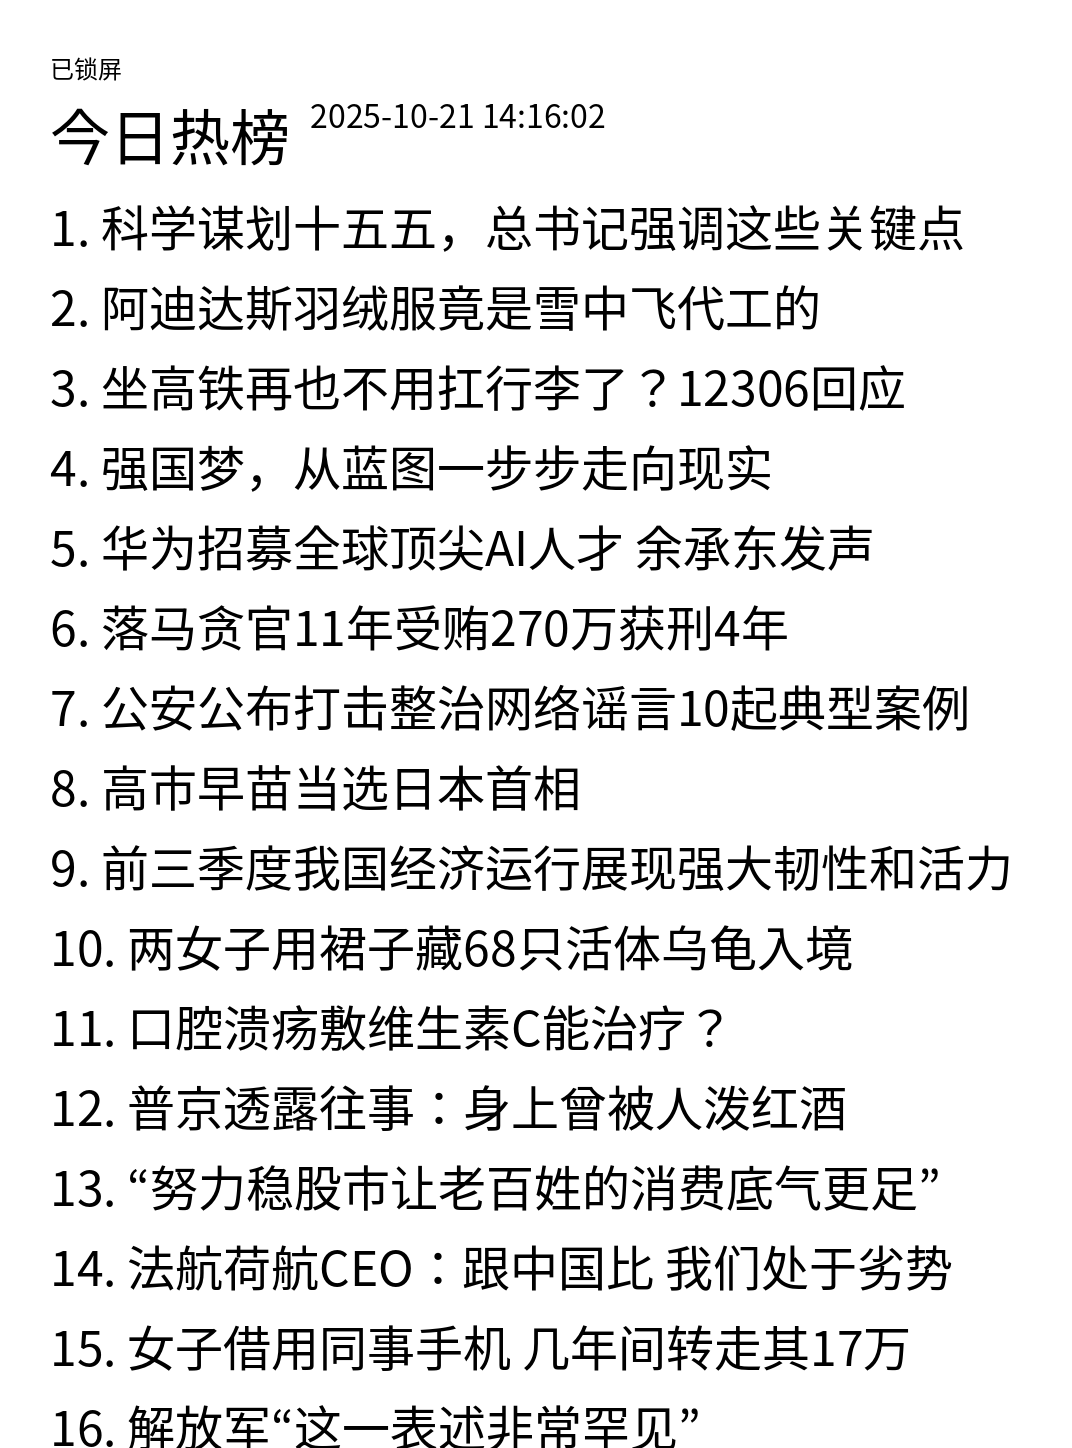 已锁屏
今日热榜 2025-10-21 14:16:02
1. 科学谋划十五五，总书记强调这些关键点
2. 阿迪达斯羽绒服竟是雪中飞代工的
3. 坐高铁再也不用扛行李了？12306回应
4. 强国梦，从蓝图一步步走向现实
5. 华为招募全球顶尖AI人才 余承东发声
6. 落马贪官11年受贿270万获刑4年
7. 公安公布打击整治网络谣言10起典型案例
8. 高市早苗当选日本首相
9. 前三季度我国经济运行展现强大韧性和活力
10. 两女子用裙子藏68只活体乌龟入境
11. 口腔溃疡敷维生素C能治疗？
12. 普京透露往事：身上曾被人泼红酒
13. “努力稳股市让老百姓的消费底气更足”
14. 法航荷航CEO：跟中国比 我们处于劣势
15. 女子借用同事手机 几年间转走其17万
16. 解放军“这一表述非常罕见”